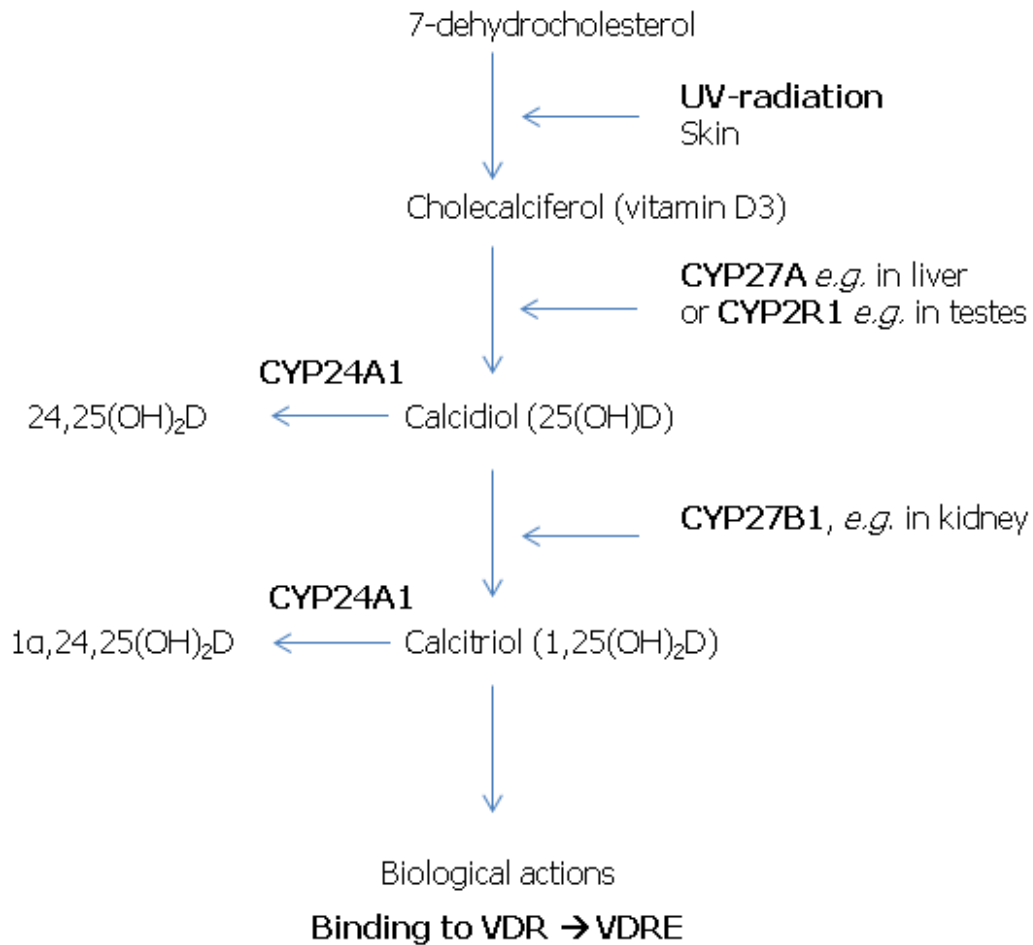 7-dehydrocholesterol
UV-radiation
Skin
Cholecalciferol (vitamin D3)
CYP27A e.g. in liver
or CYP2R1 e.g. in testes
CYP24A1
24,25(OH)₂D
Calcidiol (25(OH)D)
CYP27B1, e.g. in kidney
CYP24A1
1α,24,25(OH)₂D
Calcitriol (1,25(OH)₂D)
Biological actions
Binding to VDR → VDRE